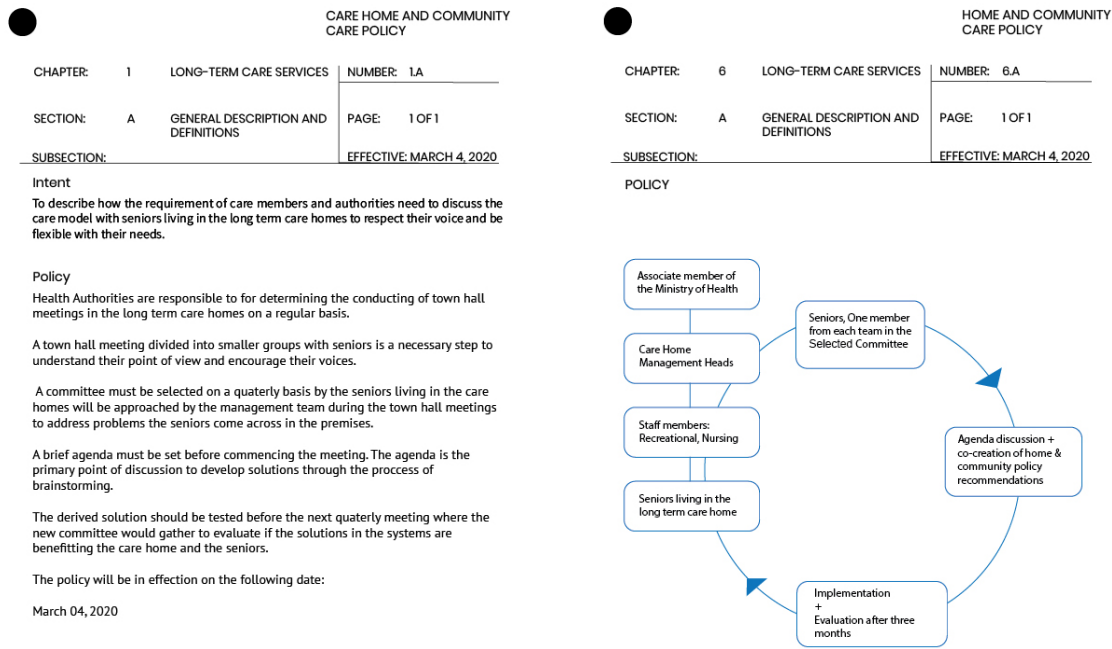 CARE HOME AND COMMUNITY
CARE POLICY
CHAPTER: 1 LONG-TERM CARE SERVICES NUMBER: 1.A
SECTION: A GENERAL DESCRIPTION AND
DEFINITIONS
PAGE: 1 OF 1
SUBSECTION:
EFFECTIVE: MARCH 4, 2020
Intent
To describe how the requirement of care members and authorities need to discuss the
care model with seniors living in the long term care homes to respect their voice and be
flexible with their needs.
Policy
Health Authorities are responsible to for determining the conducting of town hall
meetings in the long term care homes on a regular basis.
A town hall meeting divided into smaller groups with seniors is a necessary step to
understand their point of view and encourage their voices.
A committee must be selected on a quaterly basis by the seniors living in the care
homes will be approached by the management team during the town hall meetings
to address problems the seniors come across in the premises.
A brief agenda must be set before commencing the meeting. The agenda is the
primary point of discussion to develop solutions through the proccess of
brainstorming.
The derived solution should be tested before the next quaterly meeting where the
new committee would gather to evaluate if the solutions in the systems are
benefitting the care home and the seniors.
The policy will be in effection on the following date:
March 04, 2020
HOME AND COMMUNITY
CARE POLICY
CHAPTER: 6 LONG-TERM CARE SERVICES NUMBER: 6.A
SECTION: A GENERAL DESCRIPTION AND
DEFINITIONS
PAGE: 1 OF 1
SUBSECTION:
EFFECTIVE: MARCH 4, 2020
POLICY
Associate member of
the Ministry of Health
Care Home
Management Heads
Staff members:
Recreational, Nursing
Seniors living in the
long term care home
Seniors, One member
from each team in the
Selected Committee
Agenda discussion +
co-creation of home &
community policy
recommendations
Implementation
+
Evaluation after three
months